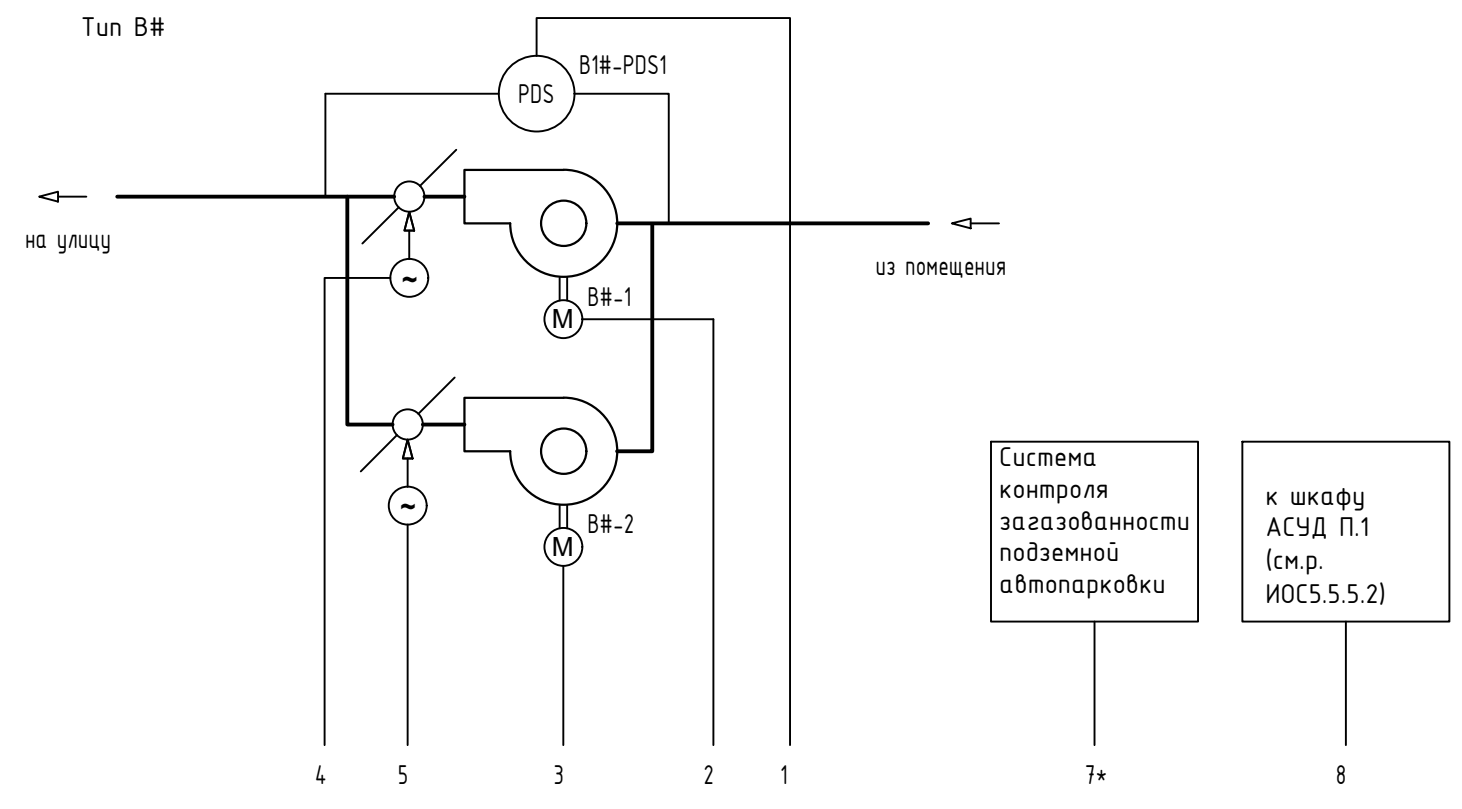 Тип В#
В1#-PDS1
PDS
на улицу
из помещения
~
В#-1
М
~
В#-2
М
Система
контроля
загазованности
подземной
автопарковки
к шкафу
АСУД П.1
(см.р.
ИОС5.5.5.2)
4
5
3
2
1
7*
8